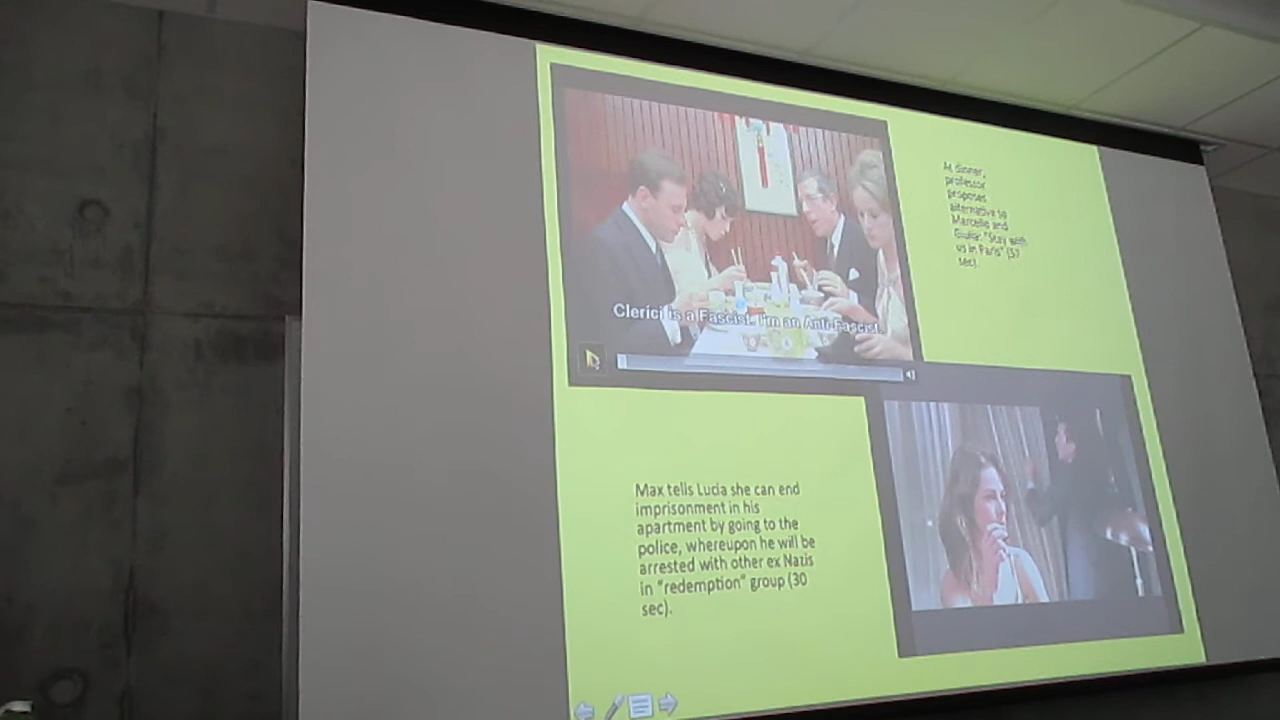 At dinner,
professor
proposes
alternative to
Marcello and
Giulia: "Stay with
us in Paris" (57
sec).
Clerici is a Fascist. I'm an Anti-Fascist.
Max tells Lucia she can end
imprisonment in his
apartment by going to the
police, whereupon he will be
arrested with other ex Nazis
in "redemption" group (30
sec).